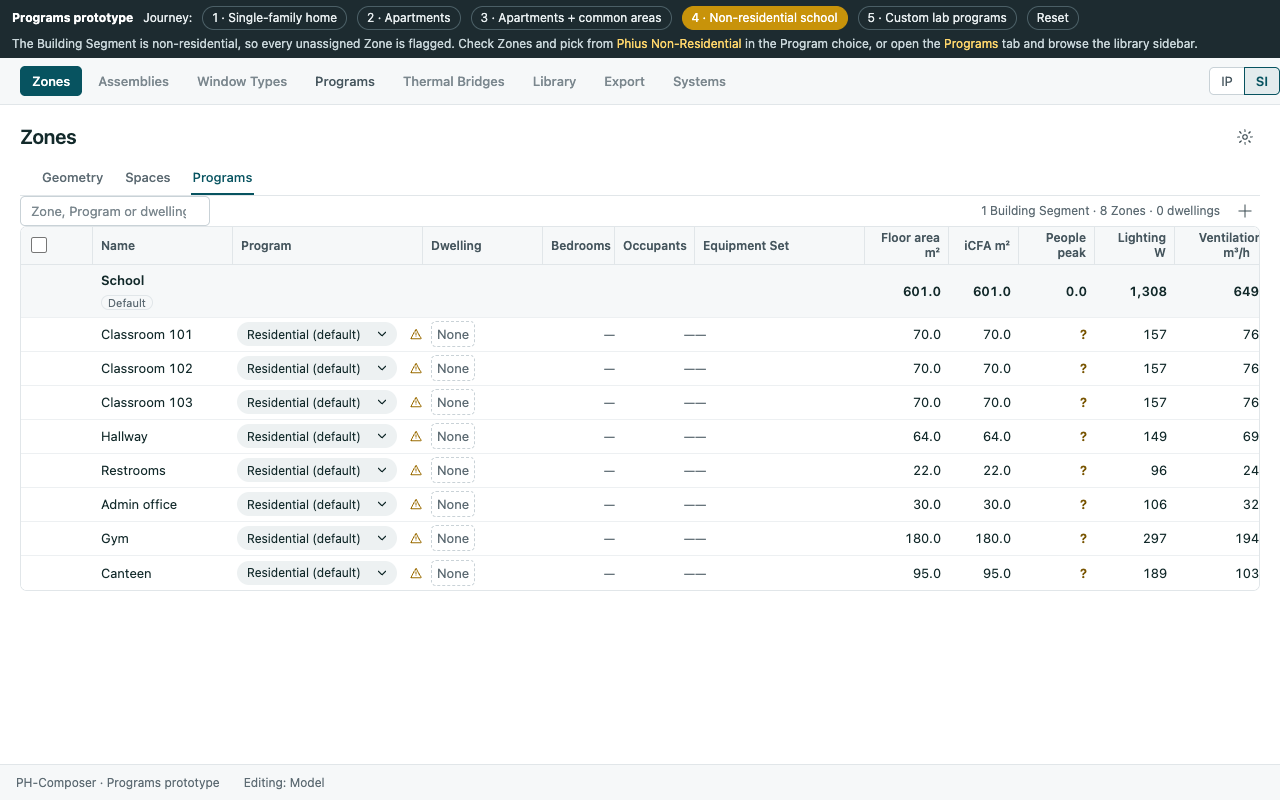 Programs prototype Journey: 1 · Single-family home 2 · Apartments 3 · Apartments + common areas 4 · Non-residential school 5 · Custom lab programs Reset
The Building Segment is non-residential, so every unassigned Zone is flagged. Check Zones and pick from Phius Non-Residential in the Program choice, or open the Programs tab and browse the library sidebar.
Zones Assemblies Window Types Programs Thermal Bridges Library Export Systems IP SI
Zones
Geometry Spaces Programs
Zone, Program or dwelling 1 Building Segment · 8 Zones · 0 dwellings
Name Program Dwelling Bedrooms Occupants Equipment Set Floor area m² iCFA m² People peak Lighting W Ventilation m³/h
School
Default
601.0 601.0 0.0 1,308 649
Classroom 101 Residential (default) None — — — 70.0 70.0 ? 157 76
Classroom 102 Residential (default) None — — — 70.0 70.0 ? 157 76
Classroom 103 Residential (default) None — — — 70.0 70.0 ? 157 76
Hallway Residential (default) None — — — 64.0 64.0 ? 149 69
Restrooms Residential (default) None — — — 22.0 22.0 ? 96 24
Admin office Residential (default) None — — — 30.0 30.0 ? 106 32
Gym Residential (default) None — — — 180.0 180.0 ? 297 194
Canteen Residential (default) None — — — 95.0 95.0 ? 189 103
PH-Composer · Programs prototype Editing: Model